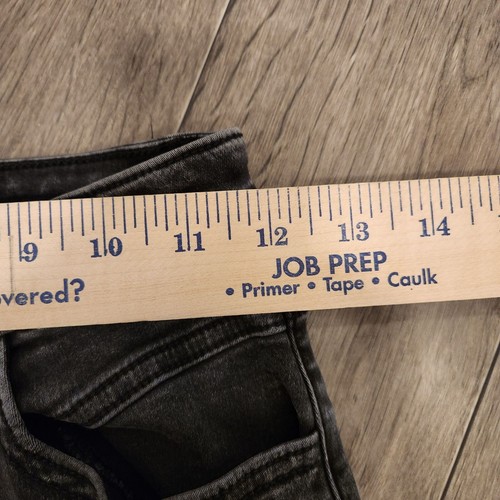 9 10 11 12 13 14
JOB PREP
overed? • Primer • Tape • Caulk